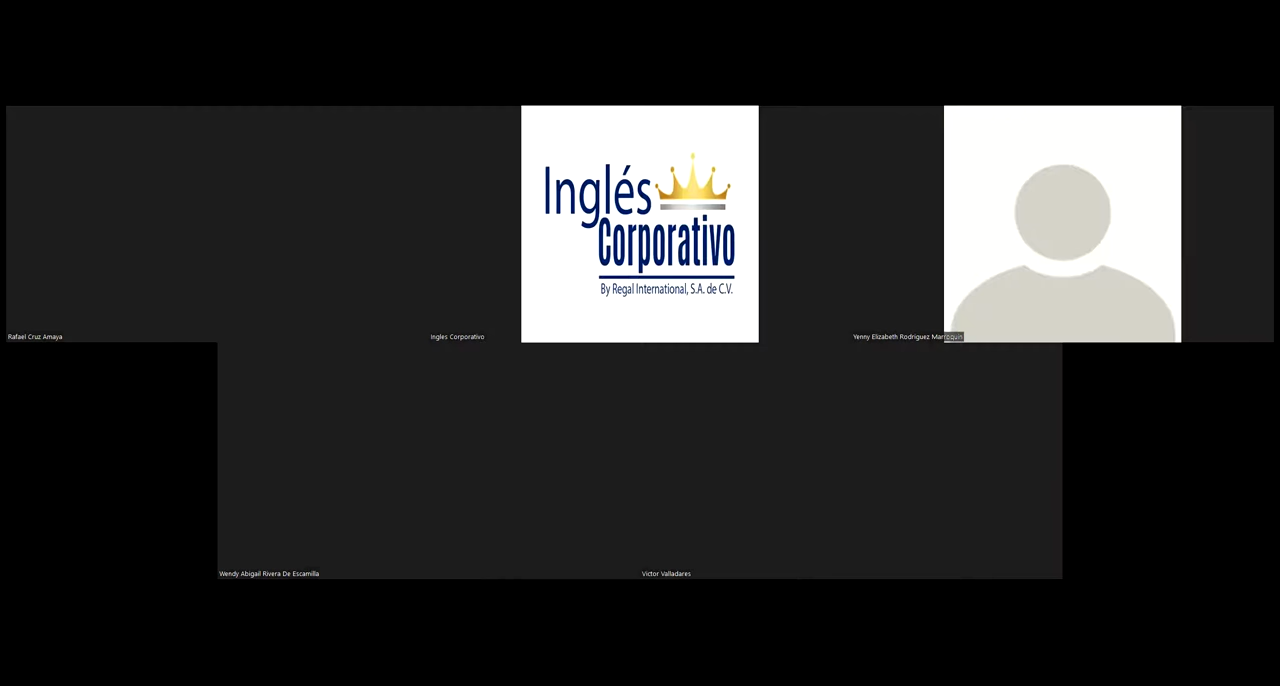 Inglés
Corporativo
By Regal International, S.A. de C.V.
Rafael Cruz Amaya
Ingles Corporativo
Yenny Elizabeth Rodriguez Marroquin
Wendy Abigail Rivera De Escamilla
Victor Valladares